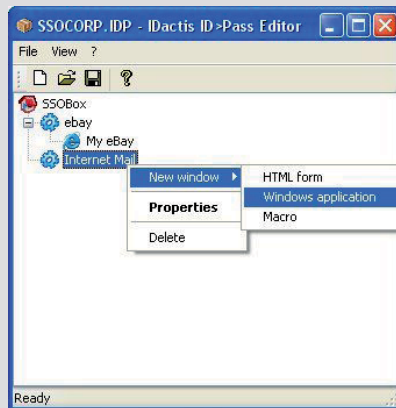 SSOCORP.IDP - IDactis ID>Pass Editor
File View ?
SSOBox
ebay
My eBay
Internet Mail
New window
Properties
Delete
HTML form
Windows application
Macro
Ready